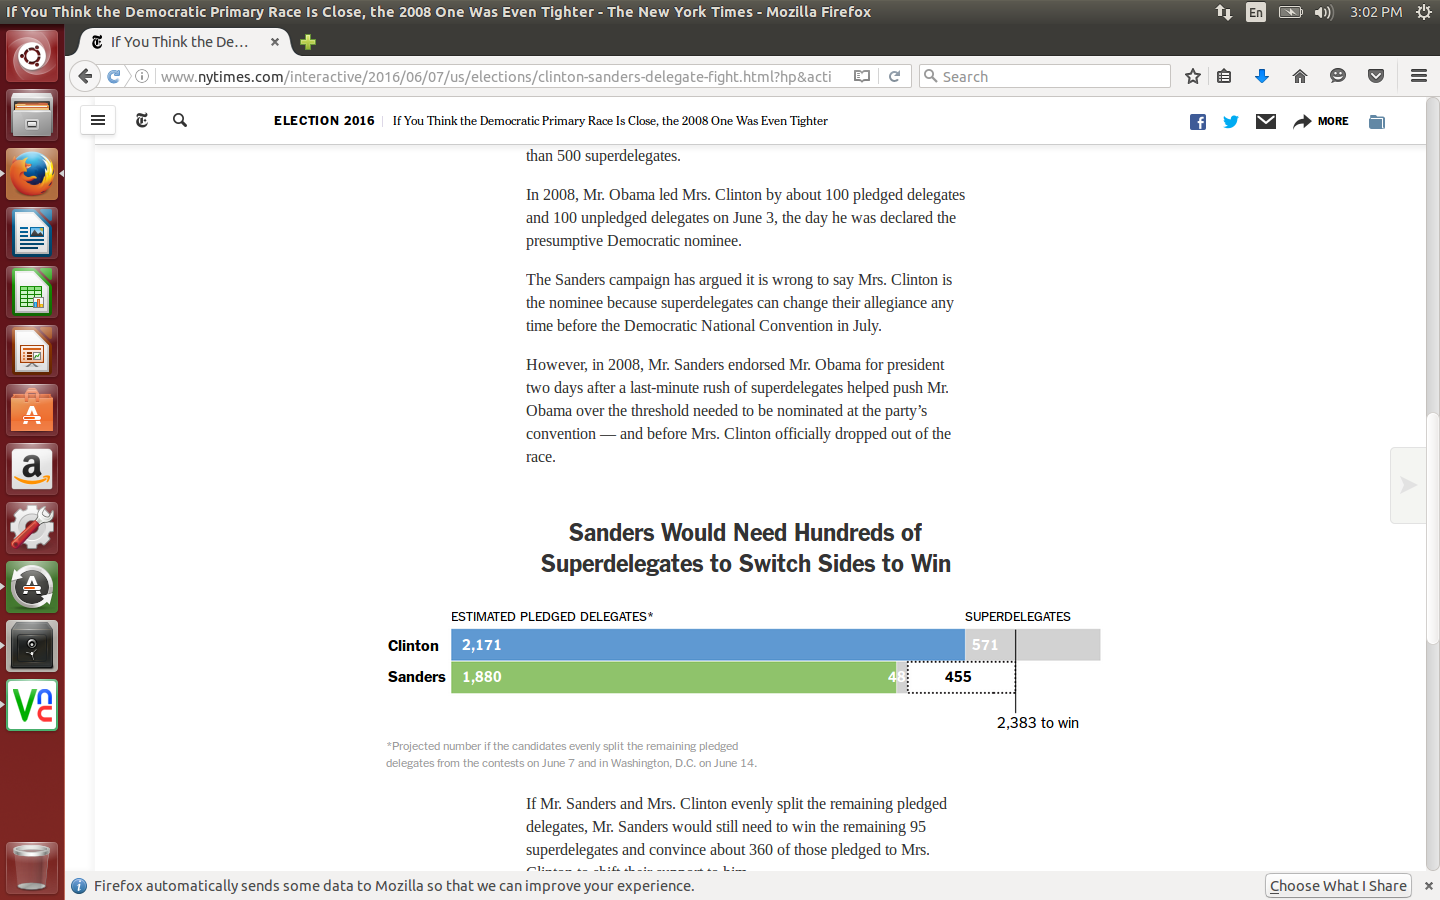 If You Think the Democratic Primary Race Is Close, the 2008 One Was Even Tighter - The New York Times - Mozilla Firefox
En
3:02 PM
If You Think the De...
www.nytimes.com/interactive/2016/06/07/us/elections/clinton-sanders-delegate-fight.html?hp&acti
Search
ELECTION 2016
If You Think the Democratic Primary Race Is Close, the 2008 One Was Even Tighter
MORE
than 500 superdelegates.
In 2008, Mr. Obama led Mrs. Clinton by about 100 pledged delegates
and 100 unpledged delegates on June 3, the day he was declared the
presumptive Democratic nominee.
The Sanders campaign has argued it is wrong to say Mrs. Clinton is
the nominee because superdelegates can change their allegiance any
time before the Democratic National Convention in July.
However, in 2008, Mr. Sanders endorsed Mr. Obama for president
two days after a last-minute rush of superdelegates helped push Mr.
Obama over the threshold needed to be nominated at the party's
convention — and before Mrs. Clinton officially dropped out of the
race.
Sanders Would Need Hundreds of
Superdelegates to Switch Sides to Win
ESTIMATED PLEDGED DELEGATES*
SUPERDELEGATES
Clinton 2,171 571
Sanders 1,880 48 455
2,383 to win
*Projected number if the candidates evenly split the remaining pledged
delegates from the contests on June 7 and in Washington, D.C. on June 14.
If Mr. Sanders and Mrs. Clinton evenly split the remaining pledged
delegates, Mr. Sanders would still need to win the remaining 95
superdelegates and convince about 360 of those pledged to Mrs.
Clinton to shift their support to him.
Firefox automatically sends some data to Mozilla so that we can improve your experience.
Choose What I Share